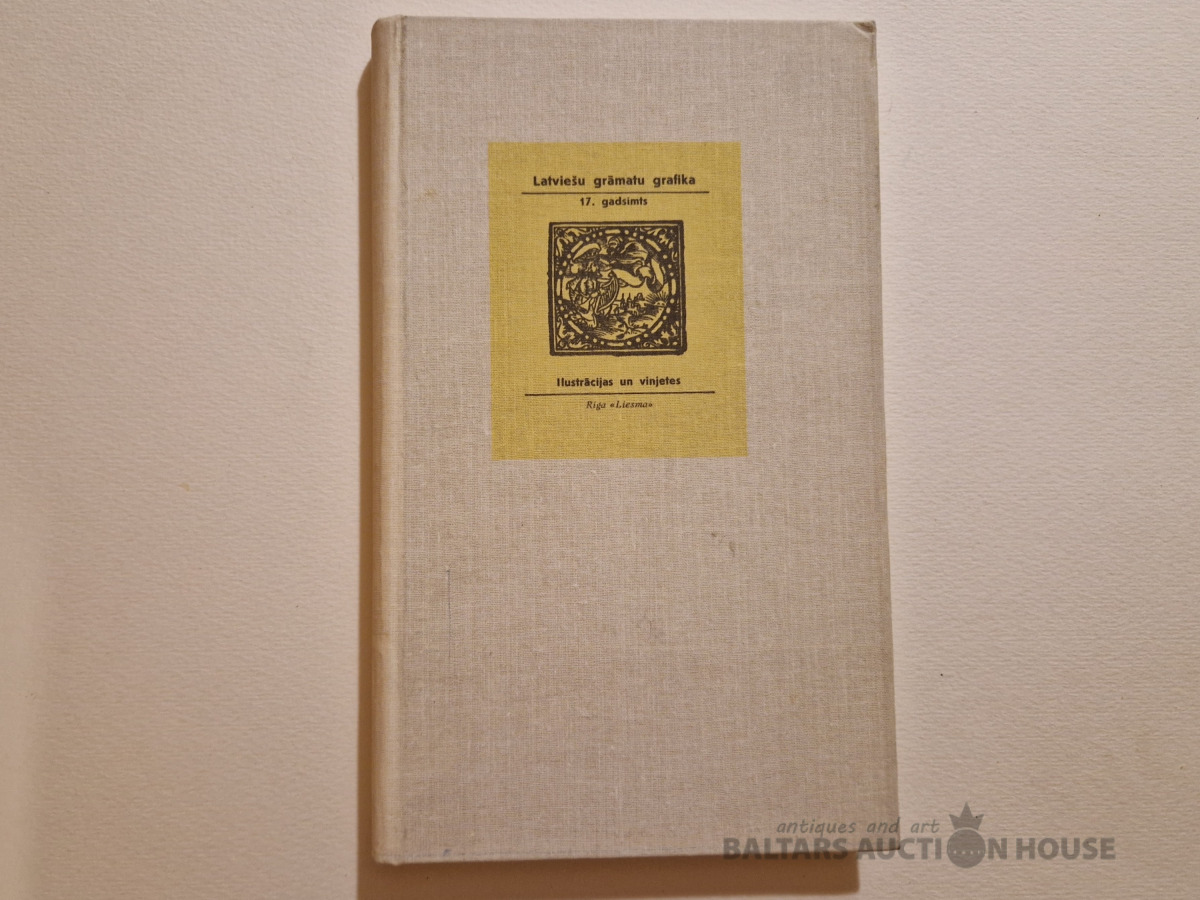 Latviešu grāmatu grafika
17. gadsimts
Ilustrācijas un vinjetes
Rīga «Liesma»
antiques and art
BALTARS AUCTION HOUSE